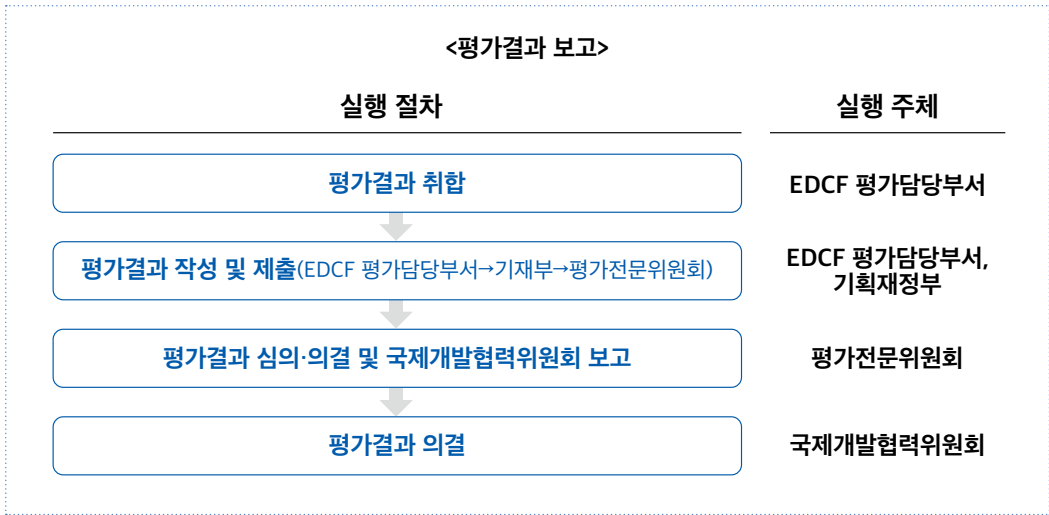 <평가결과 보고>
실행 절차
실행 주체
평가결과 취합
EDCF 평가담당부서
평가결과 작성 및 제출(EDCF 평가담당부서→기재부→평가전문위원회)
EDCF 평가담당부서,
기획재정부
평가결과 심의·의결 및 국제개발협력위원회 보고
평가전문위원회
평가결과 의결
국제개발협력위원회